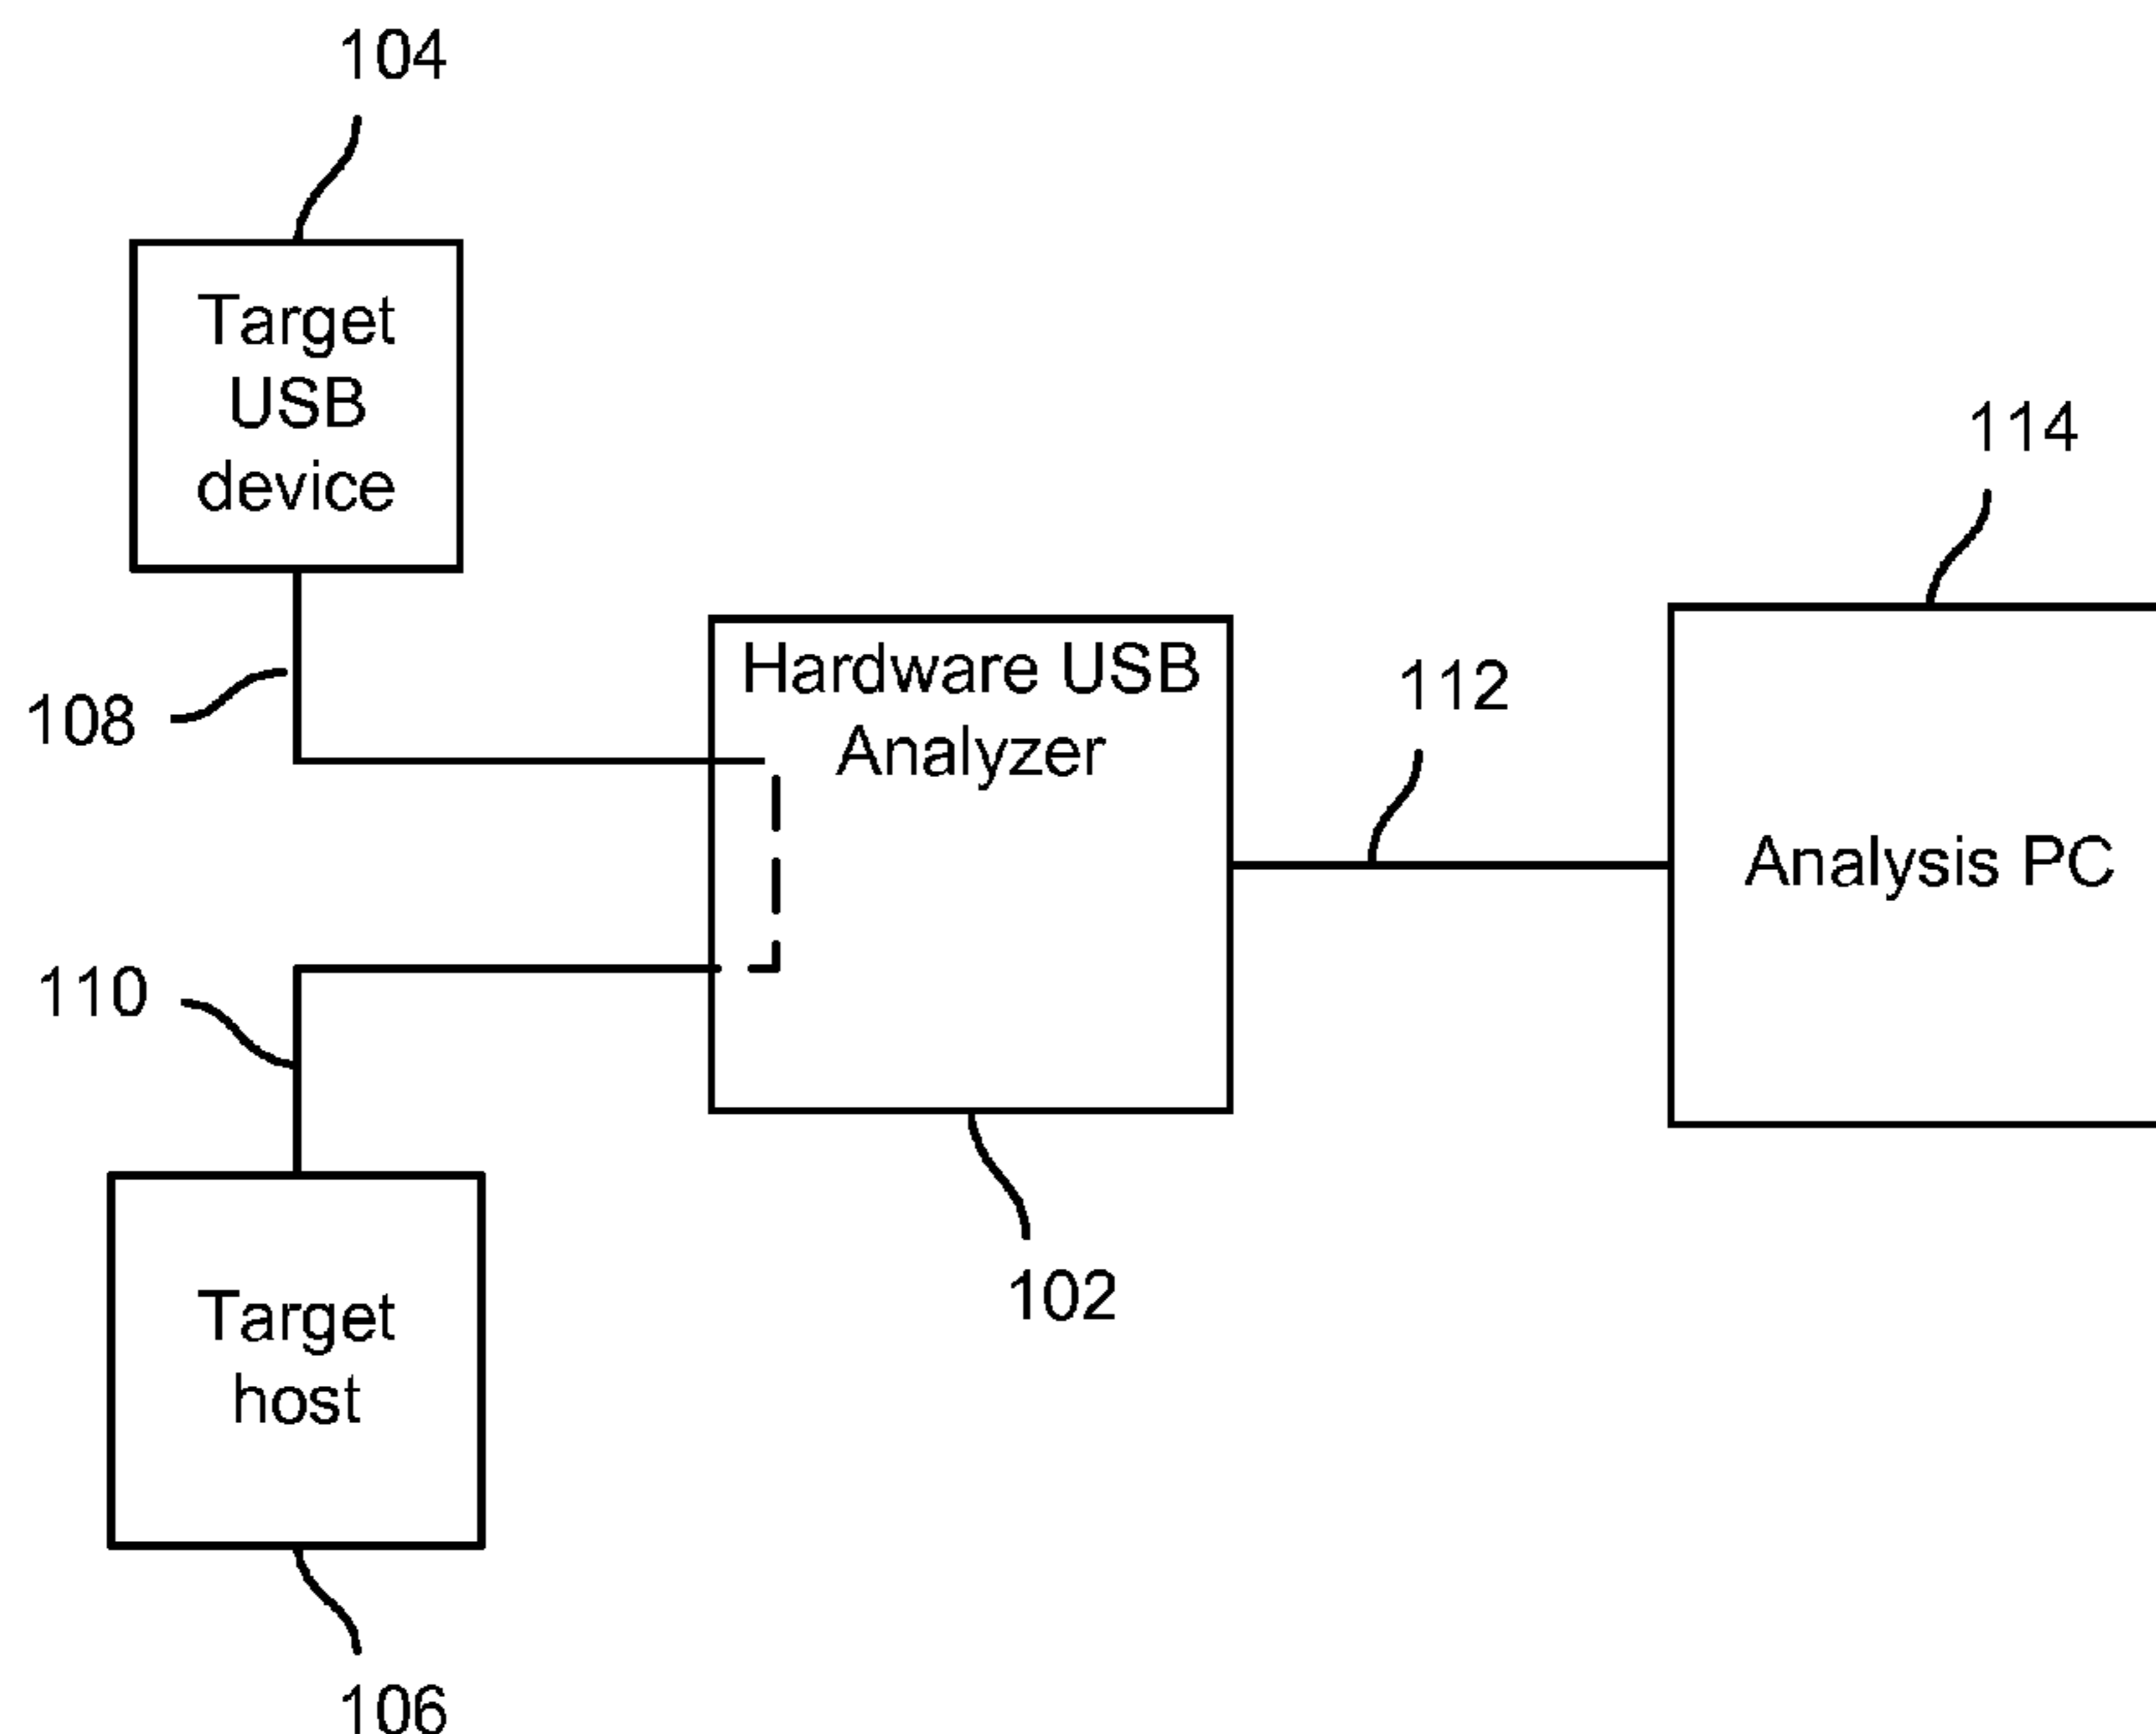 104
Target
USB
device
108
114
Hardware USB
Analyzer
112
Analysis PC
110
102
Target
host
106